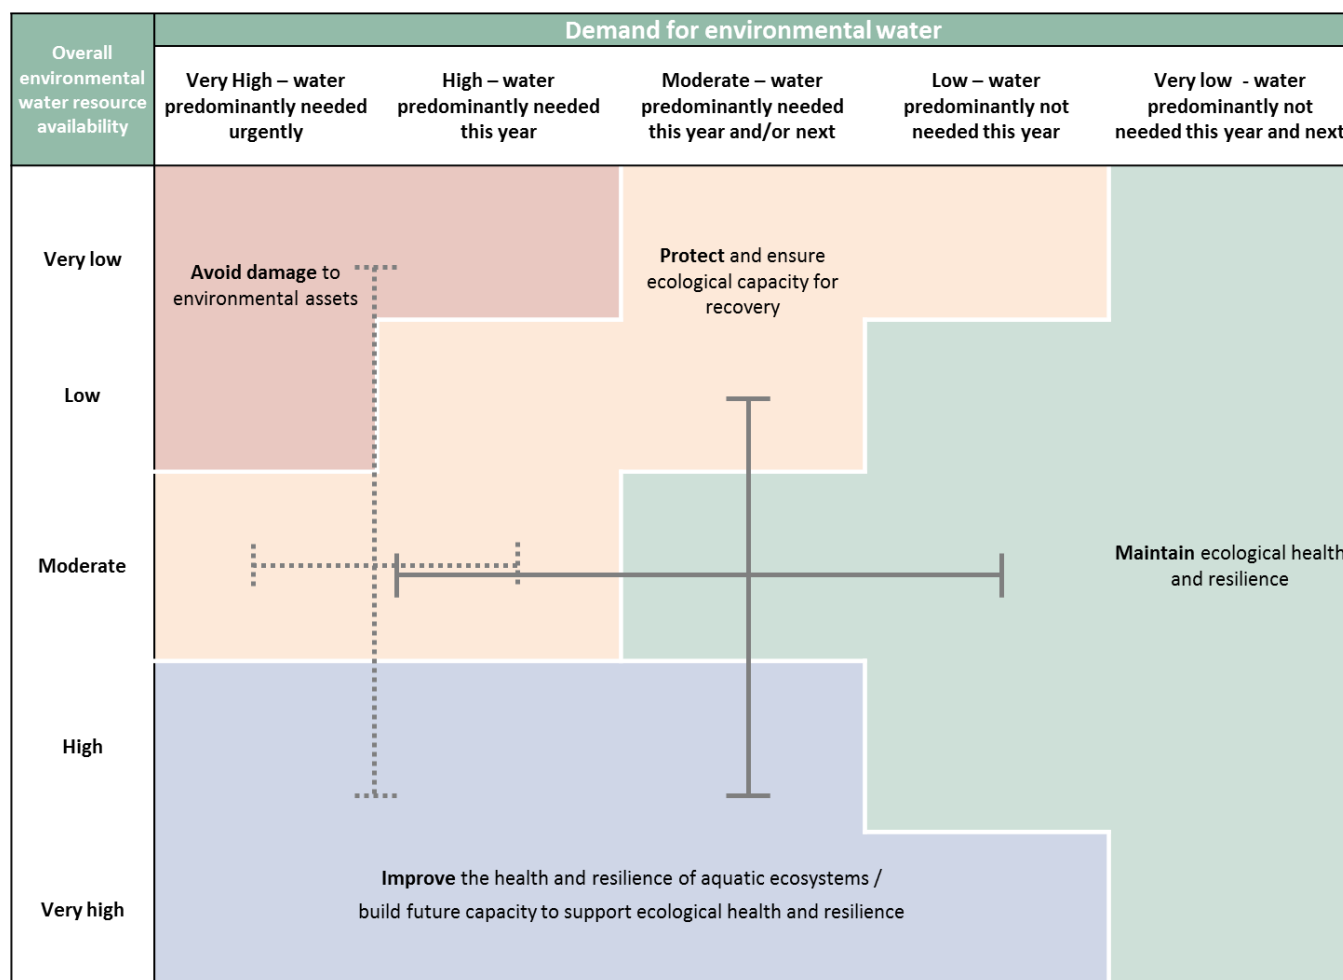 Demand for environmental water
Overall
environmental
water resource
availability
Very High – water
predominantly needed
urgently
High – water
predominantly needed
this year
Moderate – water
predominantly needed
this year and/or next
Low – water
predominantly not
needed this year
Very low - water
predominantly not
needed this year and next
Very low
Avoid damage to
environmental assets
Protect and ensure
ecological capacity for
recovery
Low
Moderate
Maintain ecological health
and resilience
High
Very high
Improve the health and resilience of aquatic ecosystems /
build future capacity to support ecological health and resilience